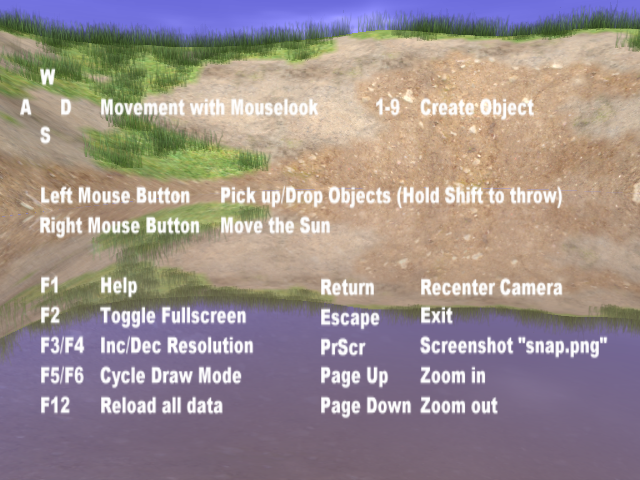 W
A D Movement with Mouselook 1-9 Create Object
S
Left Mouse Button Pick up/Drop Objects (Hold Shift to throw)
Right Mouse Button Move the Sun
F1 Help Return Recenter Camera
F2 Toggle Fullscreen Escape Exit
F3/F4 Inc/Dec Resolution PrScr Screenshot "snap.png"
F5/F6 Cycle Draw Mode Page Up Zoom in
F12 Reload all data Page Down Zoom out